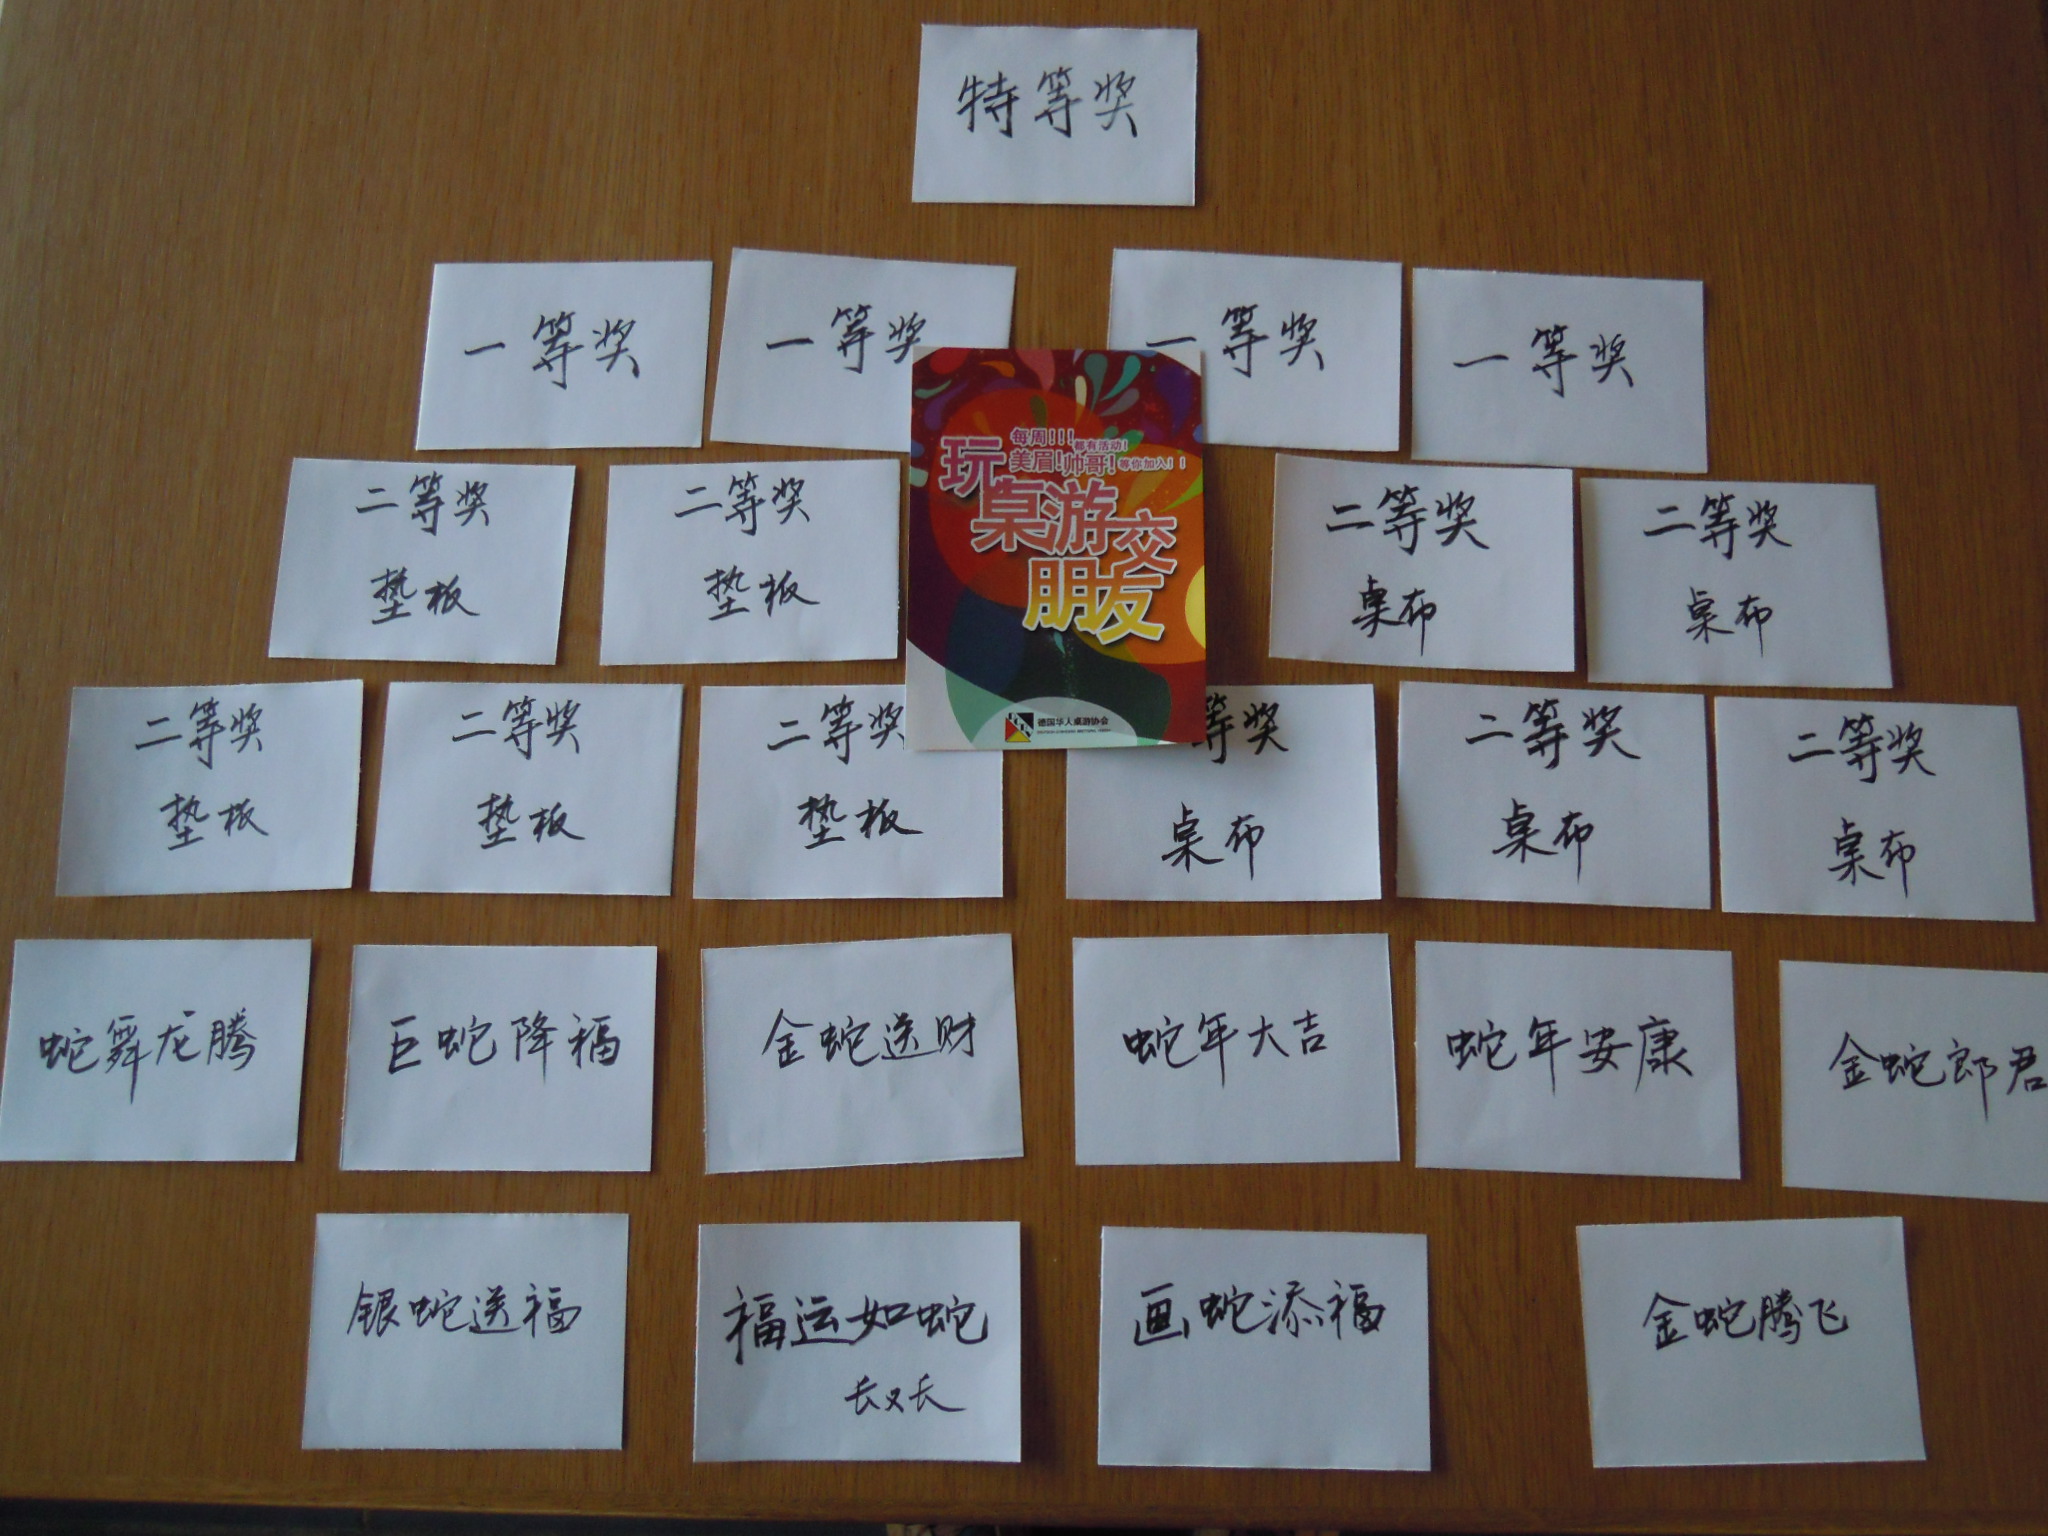 特等奖
一等奖
一等奖
一等奖
一等奖
每周!!!都有活动!
美眉!帅哥!等你加入!!
玩桌游交朋友
德国华人桌游协会
二等奖
垫板
二等奖
垫板
二等奖
桌布
二等奖
桌布
二等奖
垫板
二等奖
垫板
二等奖
垫板
等奖
桌布
二等奖
桌布
二等奖
桌布
蛇舞龙腾
巨蛇降福
金蛇送财
蛇年大吉
蛇年安康
金蛇郎君
银蛇送福
福运如蛇
长又长
画蛇添福
金蛇腾飞